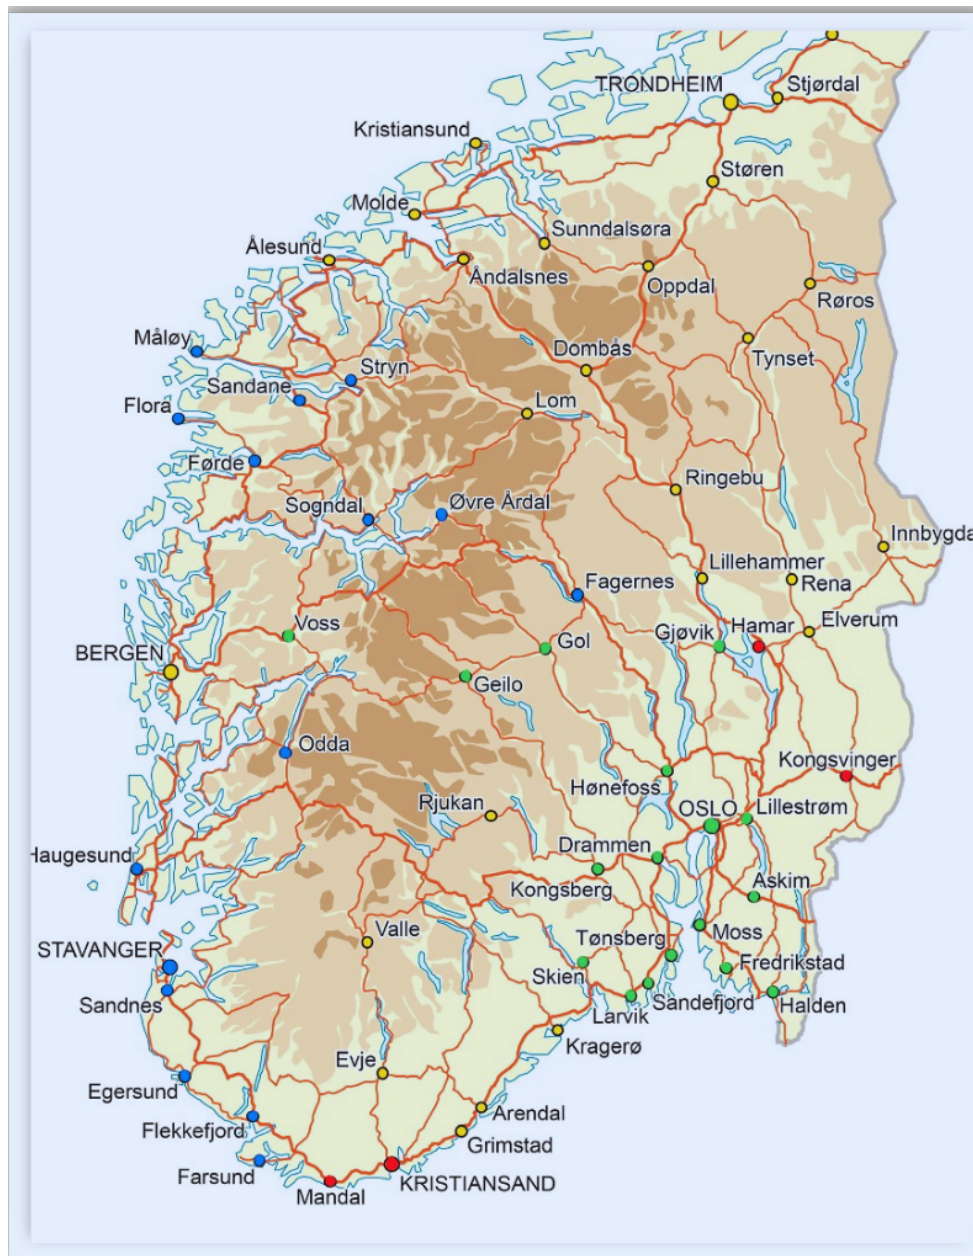 TRONDHEIM
Stjørdal
Kristiansund
Støren
Molde
Sunndalsøra
Ålesund
Åndalsnes
Oppdal
Røros
Måløy
Dombås
Tynset
Stryn
Sandane
Flora
Lom
Førde
Ringebu
Sogndal
Øvre Årdal
Innbygda
Fagernes
Lillehammer
Rena
Voss
Gol
Gjøvik
Hamar
Elverum
BERGEN
Geilo
Odda
Kongsvinger
Hønefoss
Rjukan
OSLO
Lillestrøm
Haugesund
Drammen
Kongsberg
Askim
Valle
Tønsberg
Moss
STAVANGER
Skien
Fredrikstad
Sandnes
Larvik
Sandefjord
Halden
Kragerø
Evje
Egersund
Arendal
Flekkefjord
Grimstad
Farsund
Mandal
KRISTIANSAND